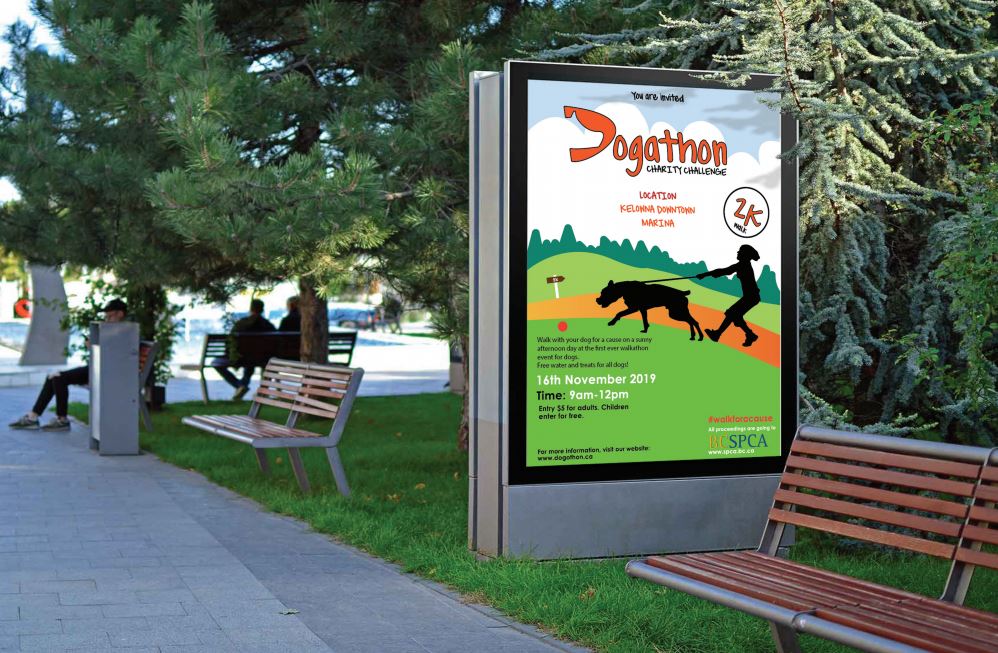 You are invited
Dogathon
CHARITY CHALLENGE
LOCATION
KELONNA DOWNTOWN
MARINA
2K
WALK
2K
Walk with your dog for a cause on a sunny
afternoon day at the first ever walkathon
event for dogs.
Free water and treats for all dogs!
16th November 2019
Time: 9am-12pm
Entry $5 for adults. Children
enter for free.
For more information, visit our website:
www.dogothon.ca
#walkforacause
All proceedings are going to
BCSPCA
www.spca.bc.ca